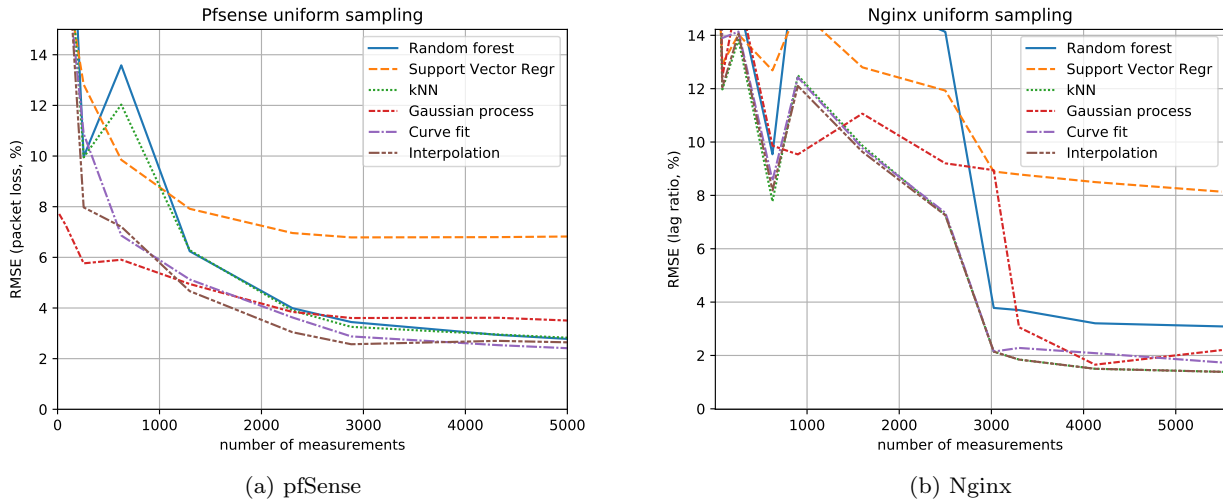 Pfsense uniform sampling
RMSE (packet loss, %)
14
12
10
8
6
4
2
0
Random forest
Support Vector Regr
kNN
Gaussian process
Curve fit
Interpolation
0 1000 2000 3000 4000 5000
number of measurements
(a) pfSense
Nginx uniform sampling
RMSE (lag ratio, %)
14
12
10
8
6
4
2
0
Random forest
Support Vector Regr
kNN
Gaussian process
Curve fit
Interpolation
1000 2000 3000 4000 5000
number of measurements
(b) Nginx